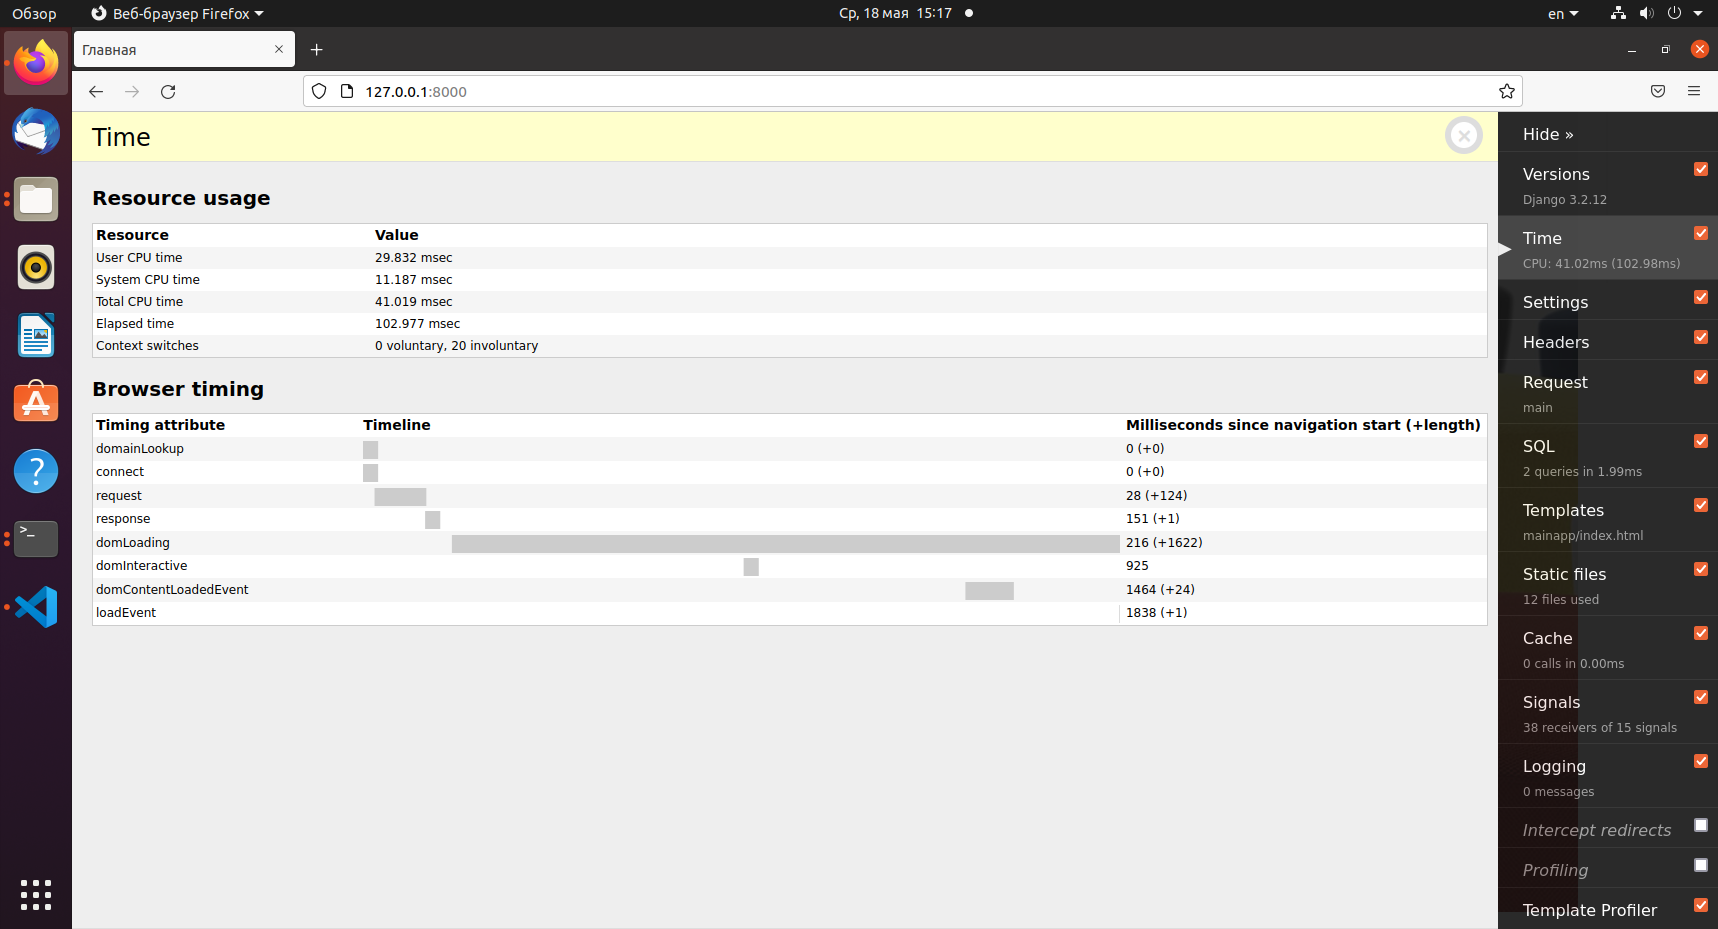 Обзор
Веб-браузер Firefox
Ср, 18 мая 15:17
en
Главная
127.0.0.1:8000
Time
Resource usage
Resource Value
User CPU time 29.832 msec
System CPU time 11.187 msec
Total CPU time 41.019 msec
Elapsed time 102.977 msec
Context switches 0 voluntary, 20 involuntary
Browser timing
Timing attribute Timeline Milliseconds since navigation start (+length)
domainLookup 0 (+0)
connect 0 (+0)
request 28 (+124)
response 151 (+1)
domLoading 216 (+1622)
domInteractive 925
domContentLoadedEvent 1464 (+24)
loadEvent 1838 (+1)
Hide »
Versions
Django 3.2.12
Time
CPU: 41.02ms (102.98ms)
Settings
Headers
Request
main
SQL
2 queries in 1.99ms
Templates
mainapp/index.html
Static files
12 files used
Cache
0 calls in 0.00ms
Signals
38 receivers of 15 signals
Logging
0 messages
Intercept redirects
Profiling
Template Profiler